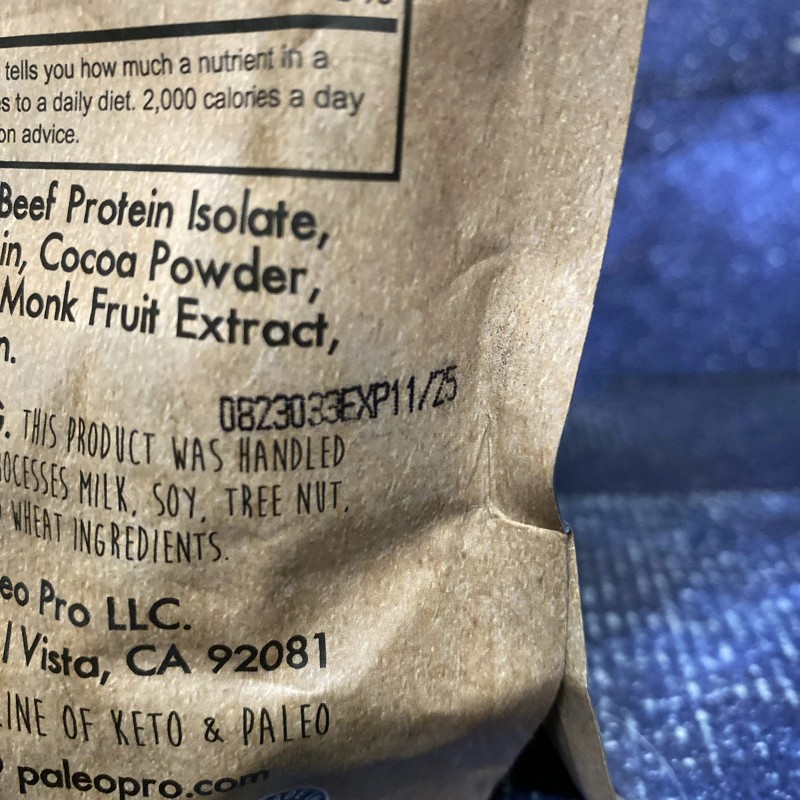 tells you how much a nutrient in a
s to a daily diet. 2,000 calories a day
on advice.
Beef Protein Isolate,
in, Cocoa Powder,
Monk Fruit Extract,
n.
0823033EXP11/25
. THIS PRODUCT WAS HANDLED
OCESSES MILK, SOY, TREE NUT,
WHEAT INGREDIENTS.
eo Pro LLC.
l Vista, CA 92081
LINE OF KETO & PALEO
paleopro.com